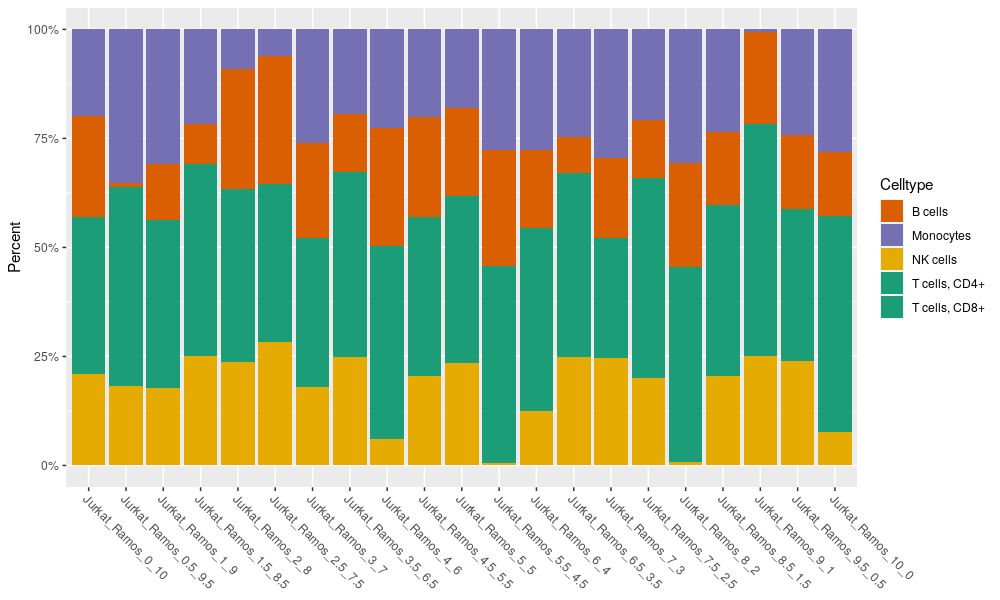 100%
75%
50%
25%
0%
Percent
Jurkat_Ramos_0_10
Jurkat_Ramos_0.5_9.5
Jurkat_Ramos_1_9
Jurkat_Ramos_1.5_8.5
Jurkat_Ramos_2_8
Jurkat_Ramos_2.5_7.5
Jurkat_Ramos_3_7
Jurkat_Ramos_3.5_6.5
Jurkat_Ramos_4_6
Jurkat_Ramos_4.5_5.5
Jurkat_Ramos_5_5
Jurkat_Ramos_5.5_4.5
Jurkat_Ramos_6_4
Jurkat_Ramos_6.5_3.5
Jurkat_Ramos_7_3
Jurkat_Ramos_7.5_2.5
Jurkat_Ramos_8_2
Jurkat_Ramos_8.5_1.5
Jurkat_Ramos_9_1
Jurkat_Ramos_9.5_0.5
Jurkat_Ramos_10_0
Celltype
B cells
Monocytes
NK cells
T cells, CD4+
T cells, CD8+